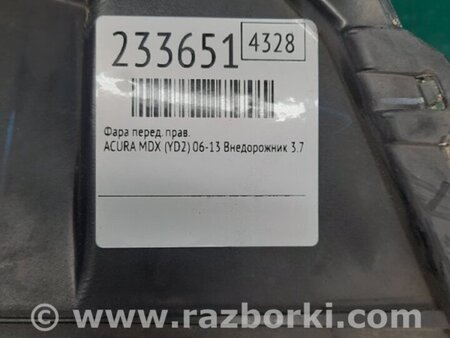 233651 4328
Фара перед. прав.
ACURA MDX (YD2) 06-13 Внедорожник 3.7
www.razborki.com